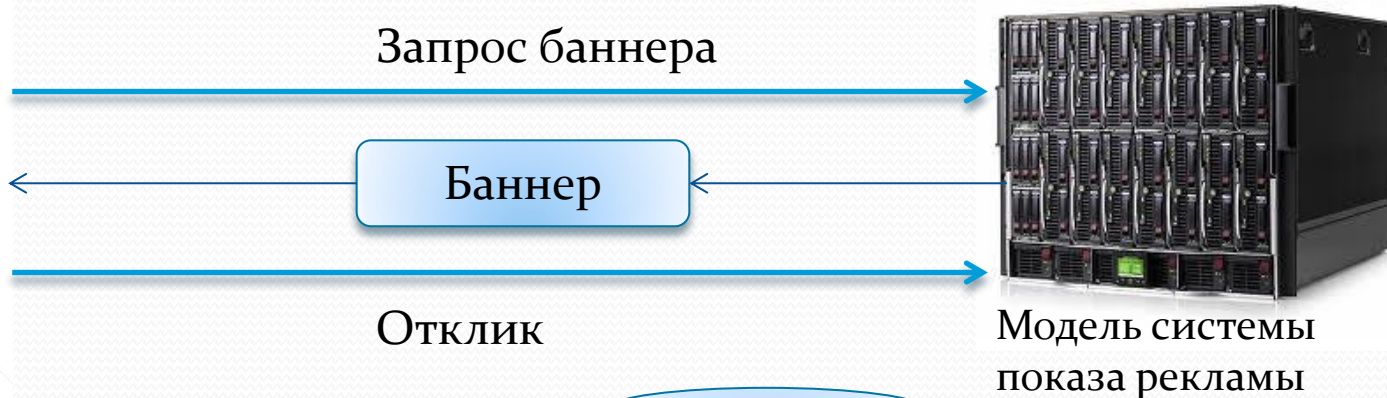 Запрос баннера
Баннер
Отклик
Модель системы
показа рекламы